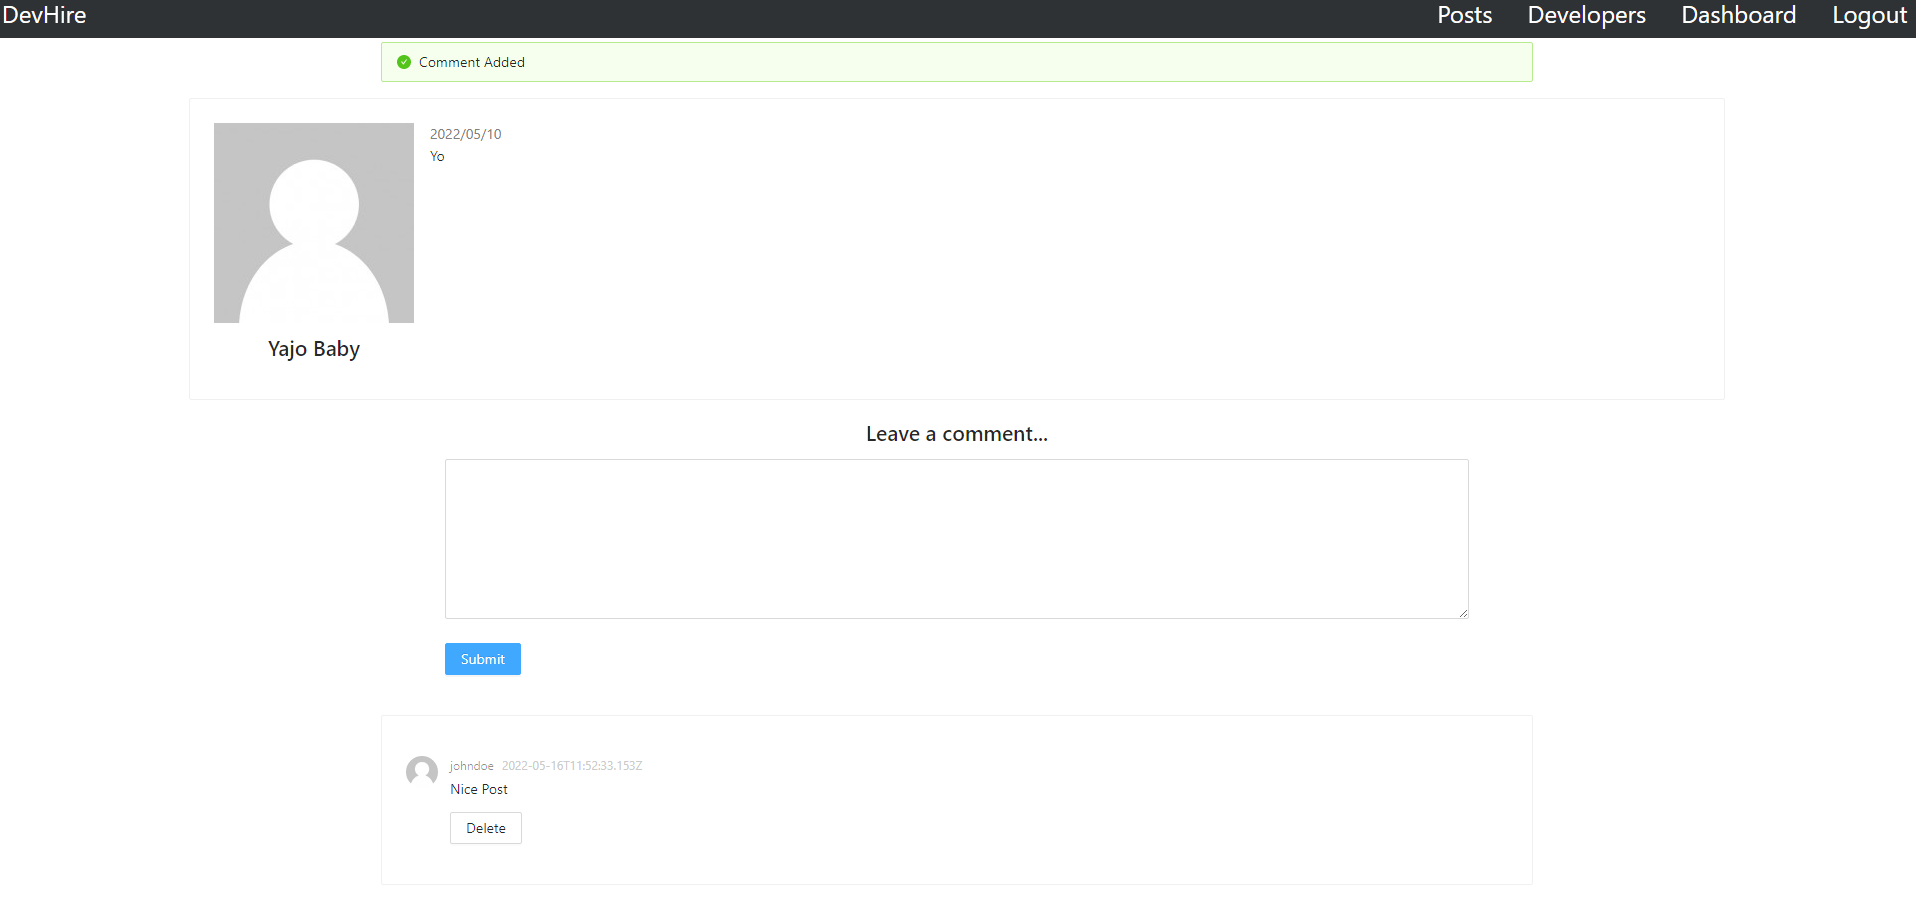 DevHire Posts Developers Dashboard Logout
Comment Added
2022/05/10
Yo
Yajo Baby
Leave a comment...
Submit
johndoe 2022-05-16T11:52:33.153Z
Nice Post
Delete